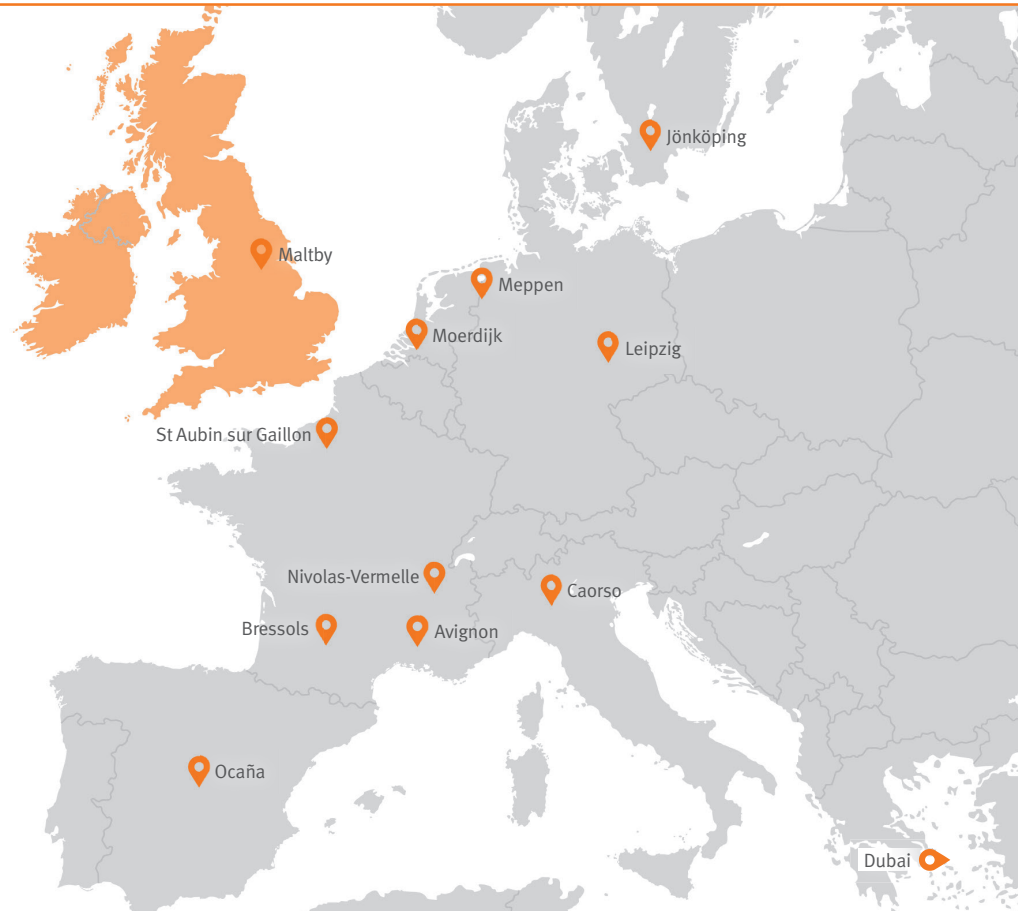 Jönköping
Maltby
Meppen
Moerdijk
Leipzig
St Aubin sur Gaillon
Nivolas-Vermelle
Caorso
Bressols
Avignon
Ocaña
Dubai